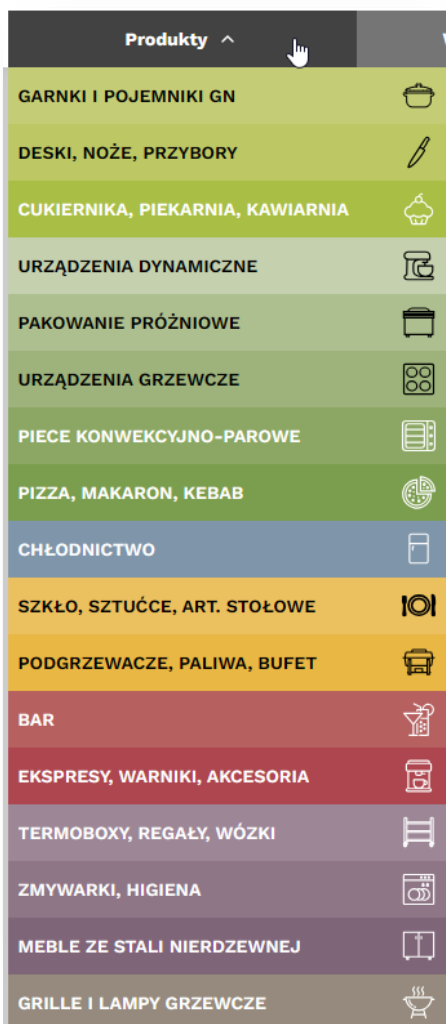 Produkty
GARNKI I POJEMNIKI GN
DESKI, NOŻE, PRZYBORY
CUKIERNIKA, PIEKARNIA, KAWIARNIA
URZĄDZENIA DYNAMICZNE
PAKOWANIE PRÓŻNIOWE
URZĄDZENIA GRZEWCZE
PIECE KONWEKCYJNO-PAROWE
PIZZA, MAKARON, KEBAB
CHŁODNICTWO
SZKŁO, SZTUĆCE, ART. STOŁOWE
PODGRZEWACZE, PALIWA, BUFET
BAR
EKSPRESY, WARNIKI, AKCESORIA
TERMOBOXY, REGAŁY, WÓZKI
ZMYWARKI, HIGIENA
MEBLE ZE STALI NIERDZEWNEJ
GRILLE I LAMPY GRZEWCZE